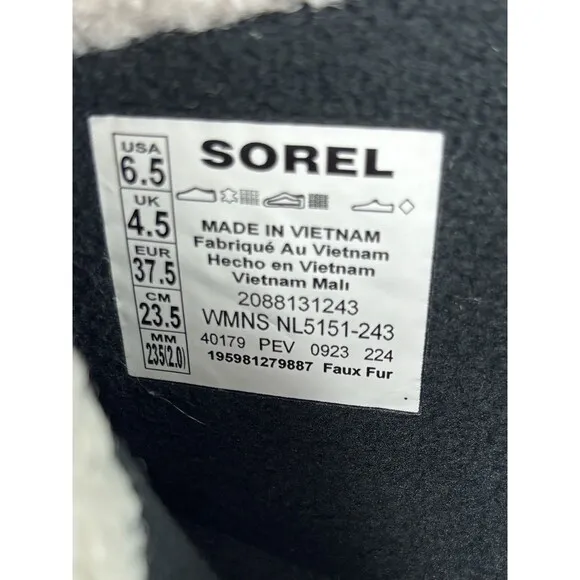 SOREL
USA
6.5
UK
4.5
EUR
37.5
CM
23.5
MM
235(2.0)
MADE IN VIETNAM
Fabriqué Au Vietnam
Hecho en Vietnam
Vietnam Malı
2088131243
WMNS NL5151-243
40179 PEV 0923 224
195981279887 Faux Fur